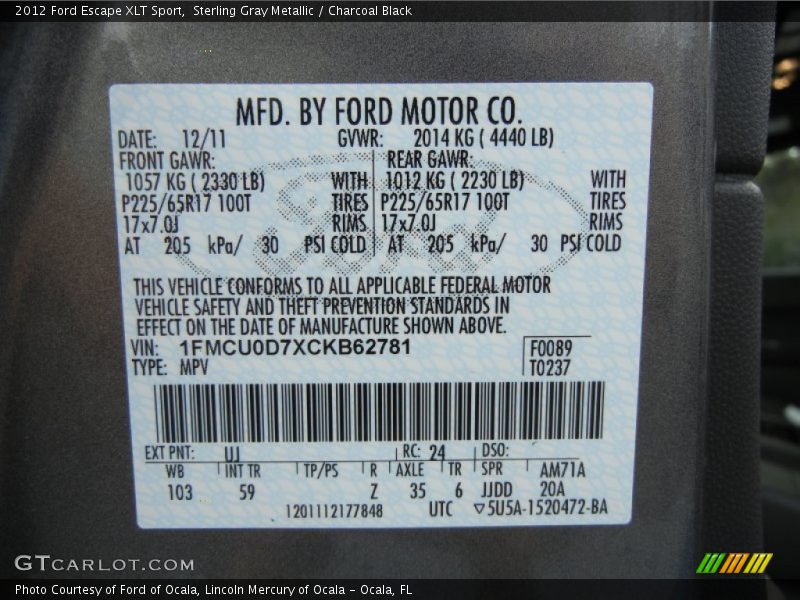 2012 Ford Escape XLT Sport,  Sterling Gray Metallic / Charcoal Black
MFD. BY FORD MOTOR CO.
DATE: 12/11 GVWR: 2014 KG ( 4440 LB)
FRONT GAWR: REAR GAWR:
1057 KG ( 2330 LB) WITH 1012 KG ( 2230 LB) WITH
P225/65R17 100T TIRES P225/65R17 100T TIRES
17x7.0J RIMS 17x7.0J RIMS
AT 205 kPa/ 30 PSI COLD AT 205 kPa/ 30 PSI COLD
Ford
THIS VEHICLE CONFORMS TO ALL APPLICABLE FEDERAL MOTOR
VEHICLE SAFETY AND THEFT PREVENTION STANDARDS IN
EFFECT ON THE DATE OF MANUFACTURE SHOWN ABOVE.
VIN: 1FMCU0D7XCKB62781 F0089
TYPE: MPV T0237
EXT PNT: UJ RC: 24 DSO:
WB INT TR TP/PS R AXLE TR SPR AM71A
103 59 Z 35 6 JJDD 20A
1201112177848 UTC ▽5U5A-1520472-BA
GTCARLOT.COM
Photo Courtesy of Ford of Ocala, Lincoln Mercury of Ocala - Ocala, FL